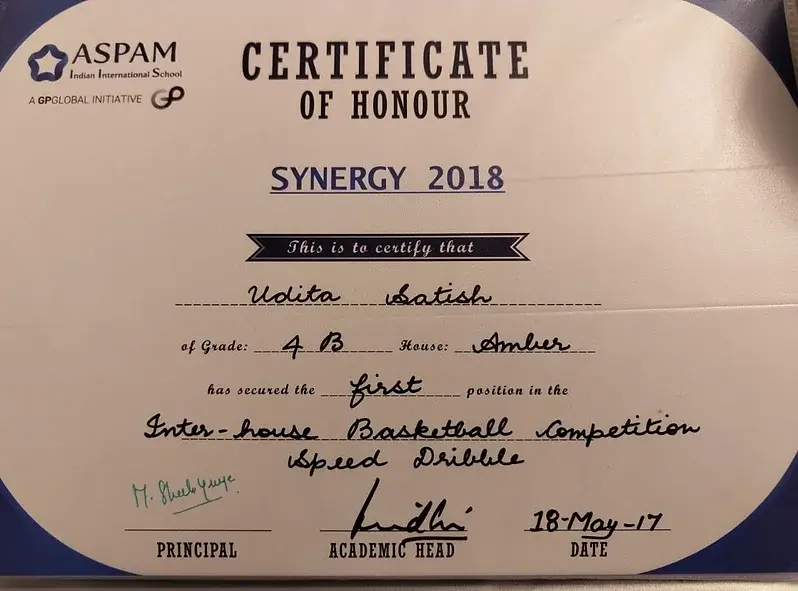 ASPAM
Indian International School
A GPGLOBAL INITIATIVE GP
CERTIFICATE
OF HONOUR
SYNERGY 2018
This is to certify that
Udita Satish
of Grade: 4 B House: Amber
has secured the first position in the
Inter-house Basketball Competition
Speed Dribble
18-May-17
PRINCIPAL ACADEMIC HEAD DATE